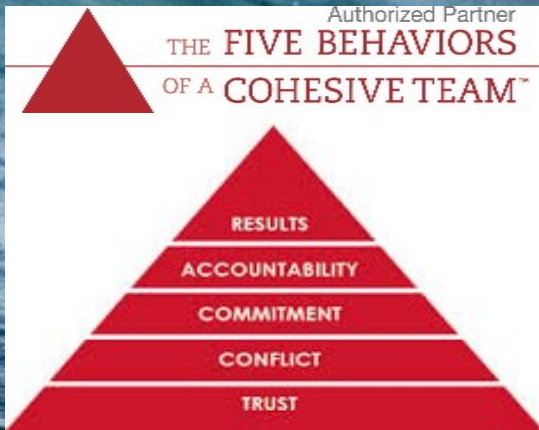 Authorized Partner
THE FIVE BEHAVIORS
OF A COHESIVE TEAM™
RESULTS
ACCOUNTABILITY
COMMITMENT
CONFLICT
TRUST